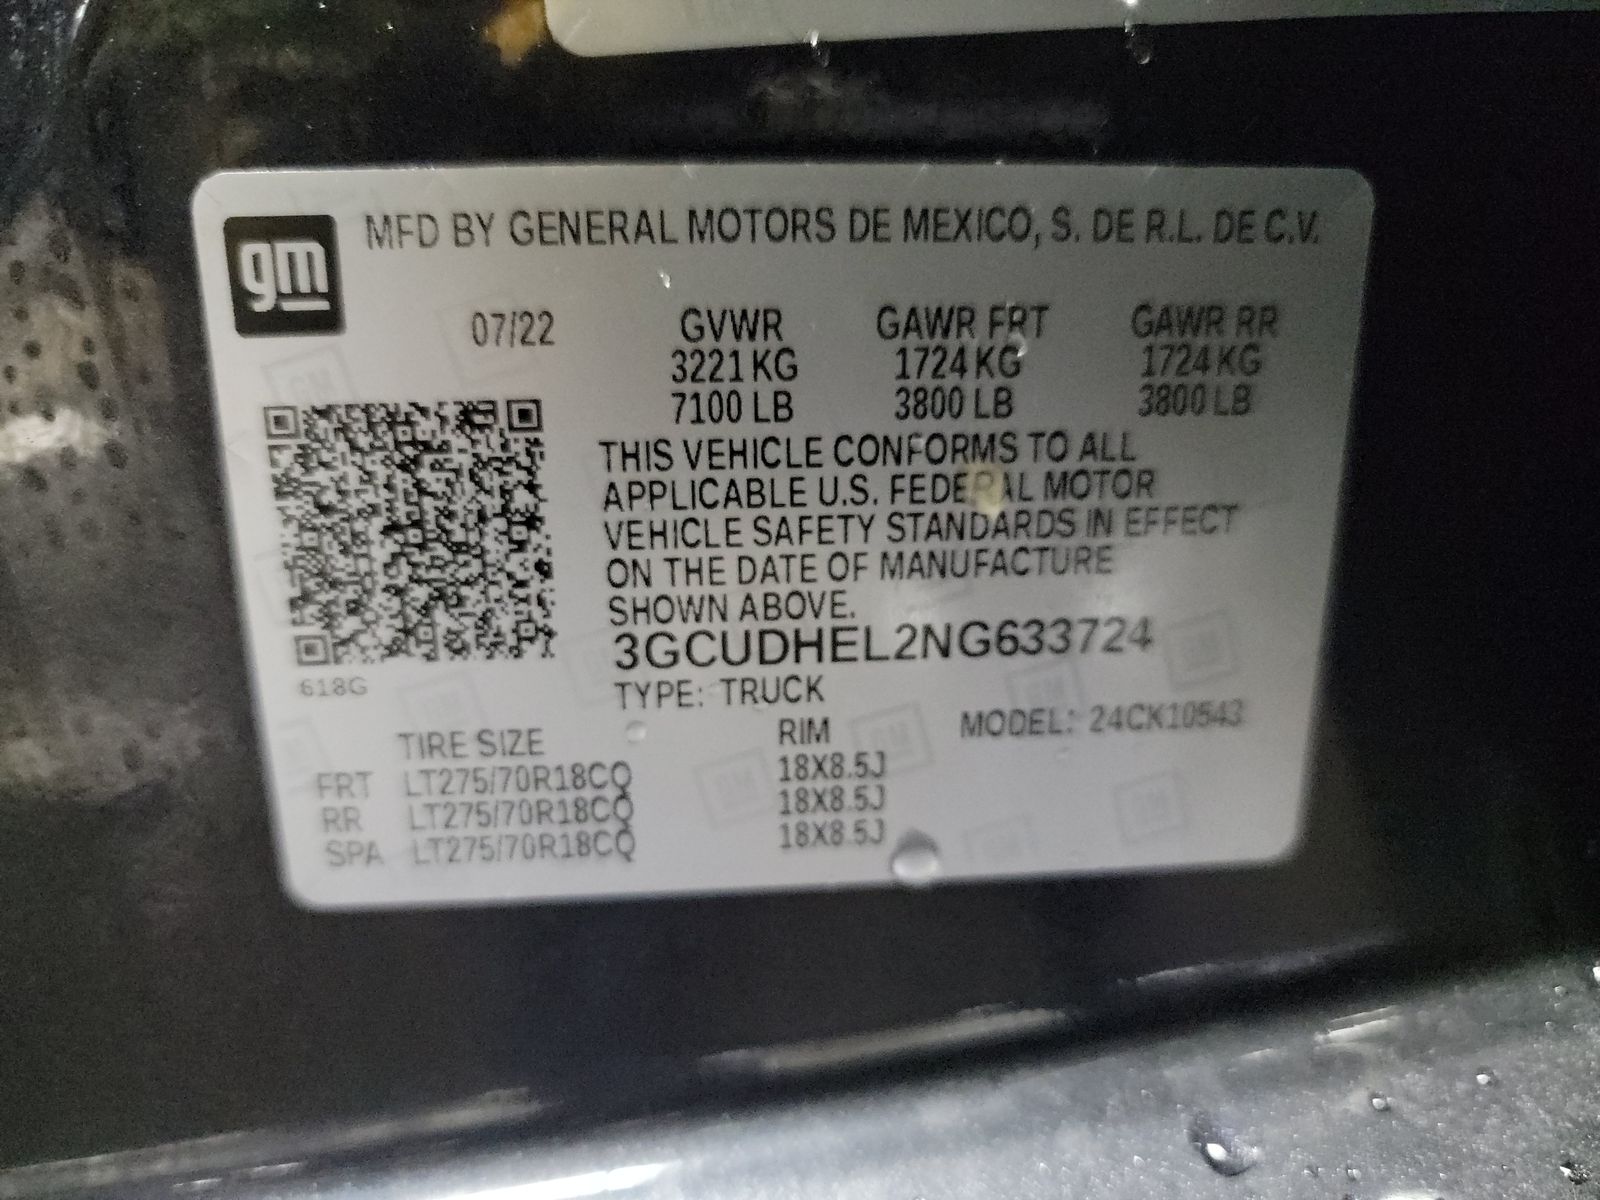 gm
MFD BY GENERAL MOTORS DE MEXICO, S. DE R.L. DE C.V.
07/22 GVWR GAWR FRT GAWR RR
3221 KG 1724 KG 1724 KG
7100 LB 3800 LB 3800 LB
THIS VEHICLE CONFORMS TO ALL
APPLICABLE U.S. FEDERAL MOTOR
VEHICLE SAFETY STANDARDS IN EFFECT
ON THE DATE OF MANUFACTURE
SHOWN ABOVE.
3GCUDHEL2NG633724
618G
TYPE: TRUCK
TIRE SIZE RIM MODEL: 24CK10543
FRT LT275/70R18CQ 18X8.5J
RR LT275/70R18CQ 18X8.5J
SPA LT275/70R18CQ 18X8.5J